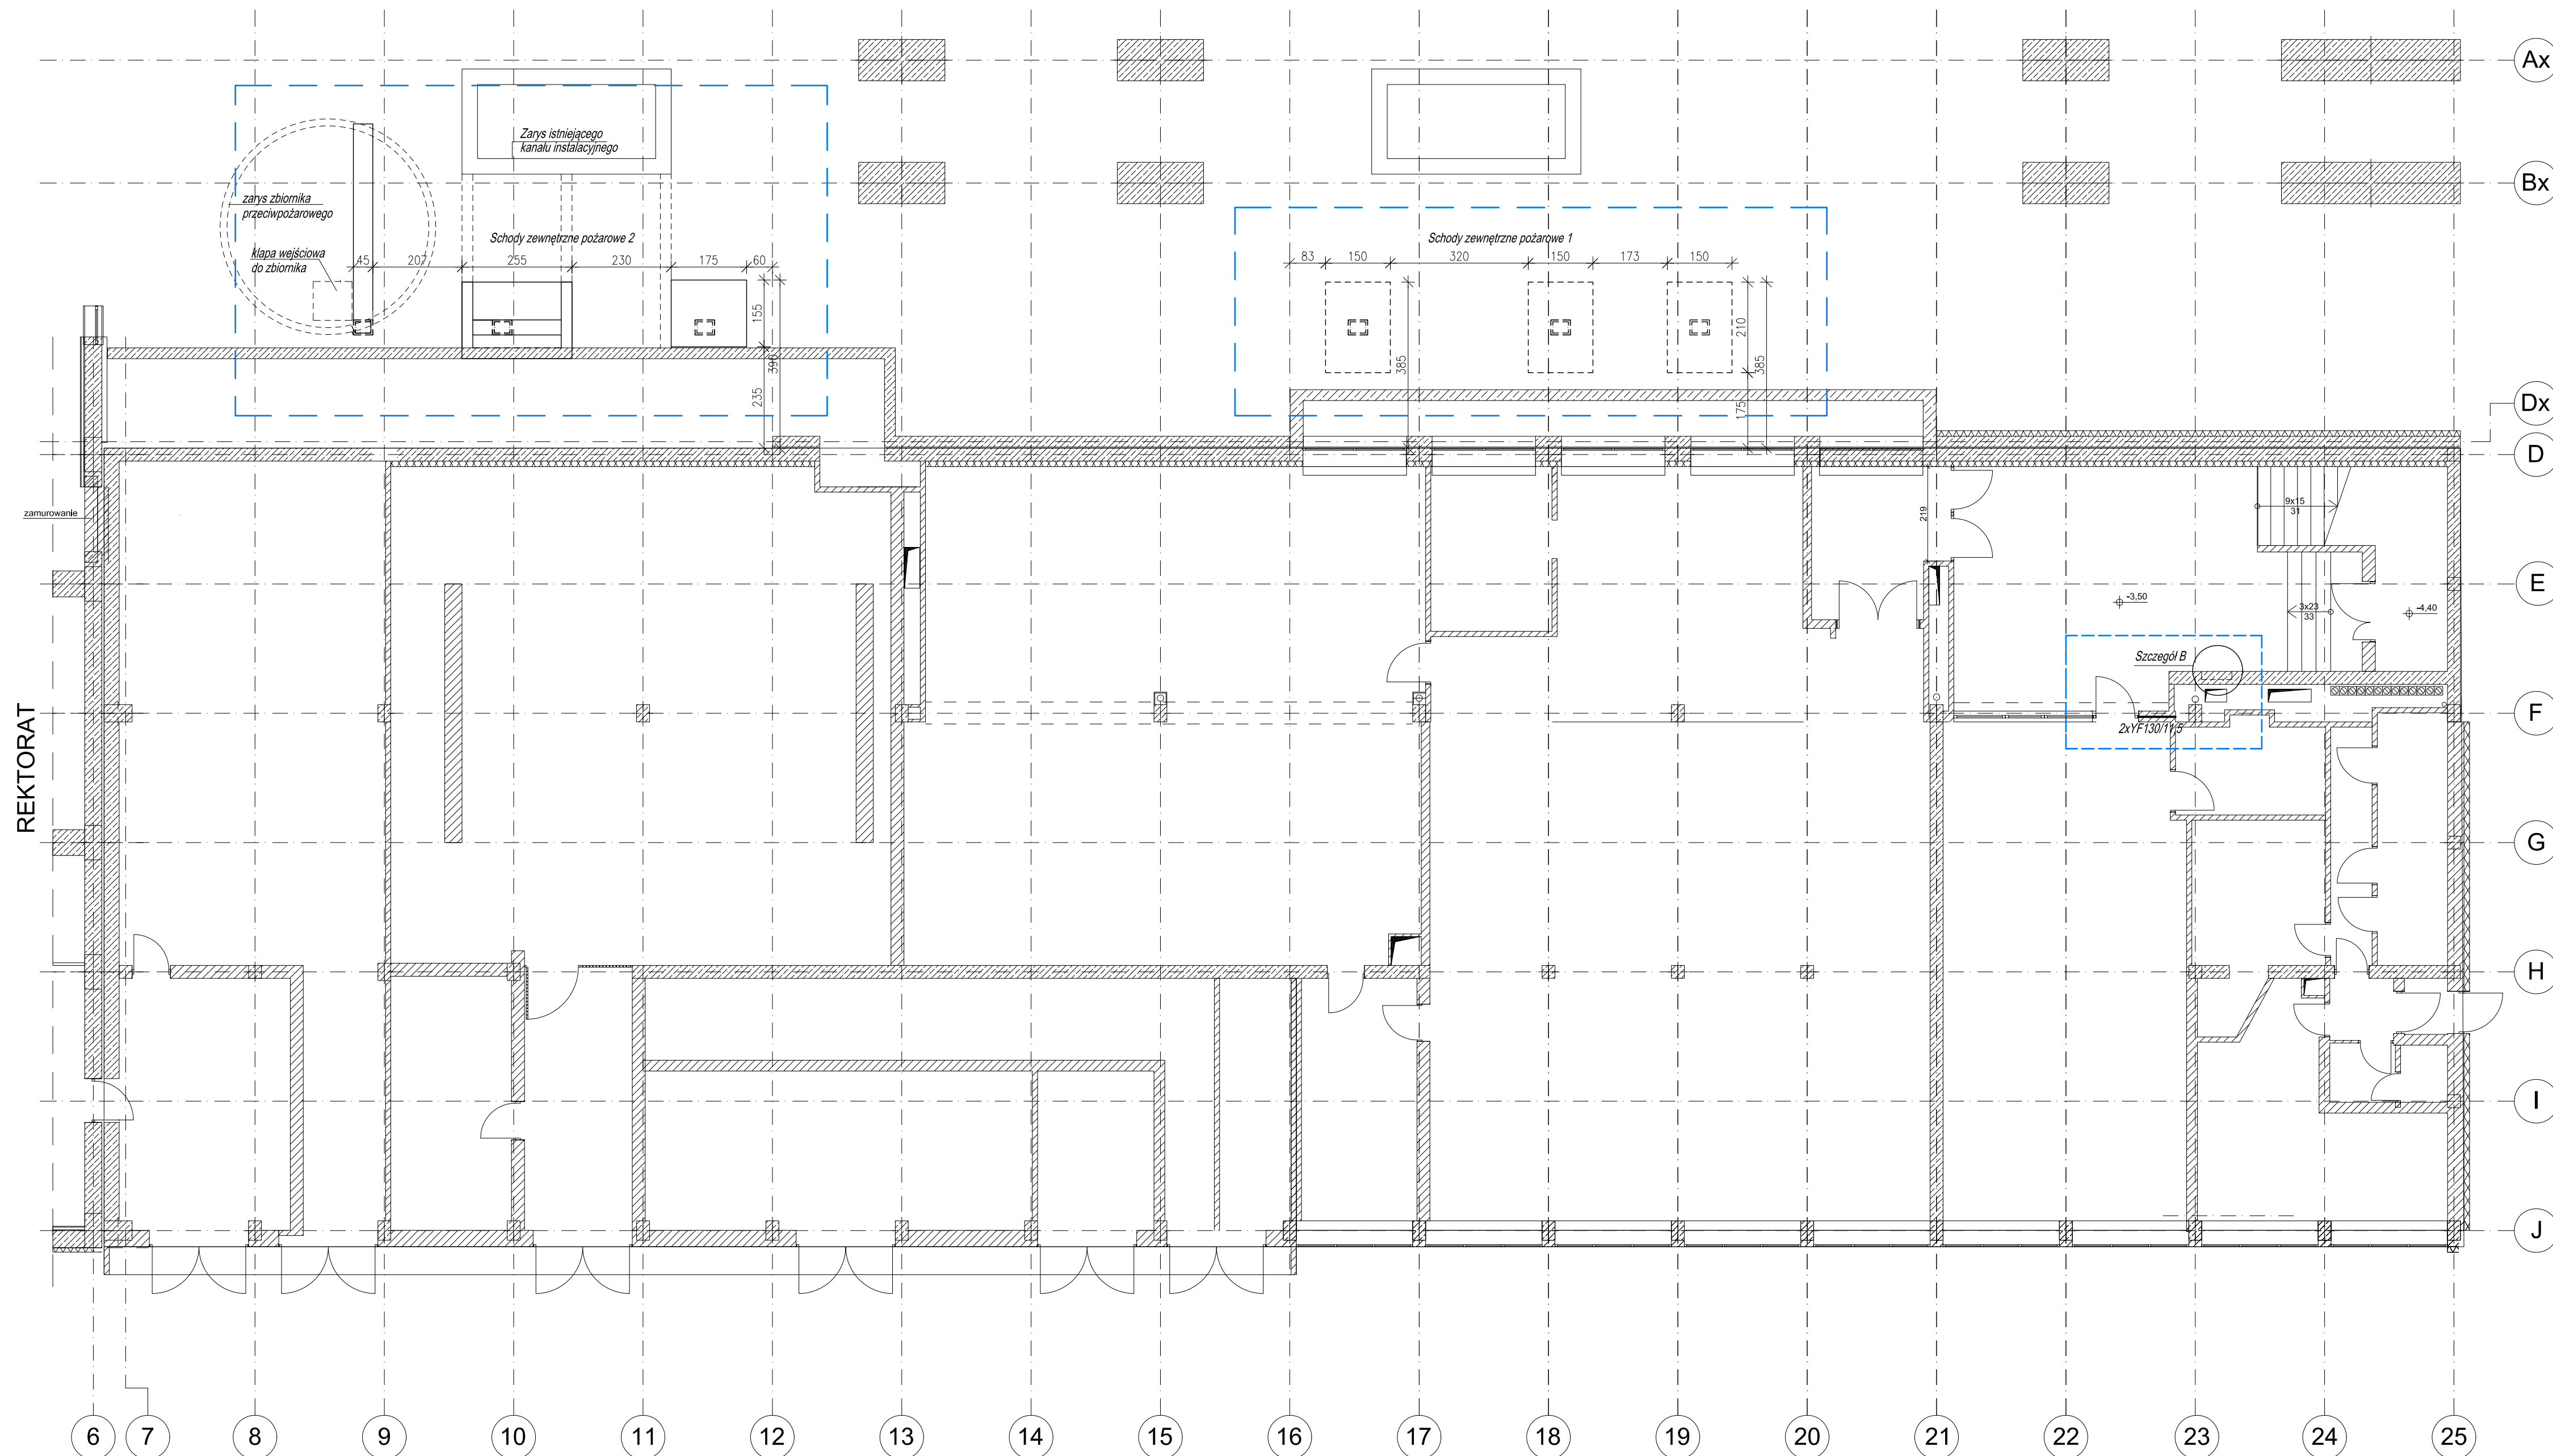 Ax
Zarys istniejącego
kanału instalacyjnego
Bx
zarys zbiornika
przeciwpożarowego
Schody zewnętrzne pożarowe 2
Schody zewnętrzne pożarowe 1
klapa wejściowa
do zbiornika
45
207
255
230
175
60
83
150
320
150
173
150
155
390
235
385
210
385
175
Dx
D
zamurowanie
219
9x15
31
E
-3,50
3x23
33
-4,40
Szczegół B
REKTORAT
F
2xYF130/11,5
G
H
I
J
6
7
8
9
10
11
12
13
14
15
16
17
18
19
20
21
22
23
24
25